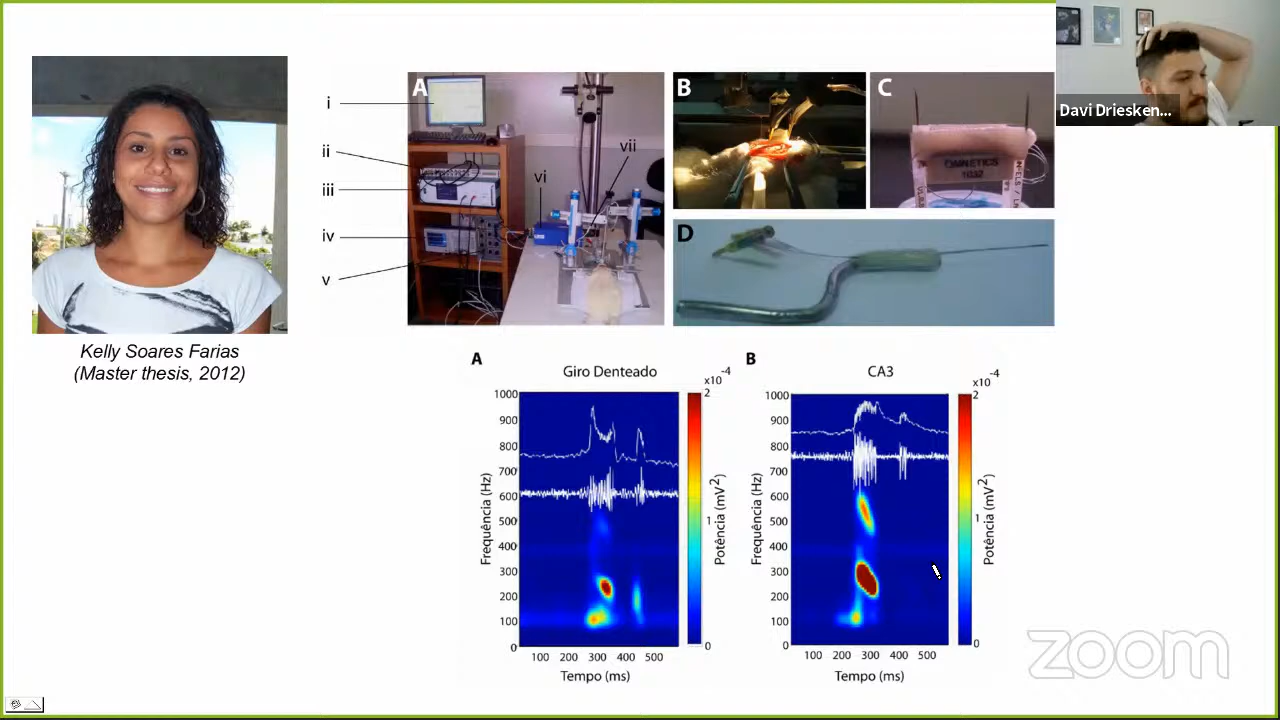 Davi Driesken...
Kelly Soares Farias
(Master thesis, 2012)
i
ii
iii
iv
v
A
vi
vii
B
C
OMNETICS
1032
D
A
Giro Denteado
x10-4
2
1
0
Potência (mV2)
Frequência (Hz)
1000
900
800
700
600
500
400
300
200
100
0
100 200 300 400 500
Tempo (ms)
B
CA3
x10-4
2
1
0
Potência (mV2)
Frequência (Hz)
1000
900
800
700
600
500
400
300
200
100
0
100 200 300 400 500
Tempo (ms)
zoom